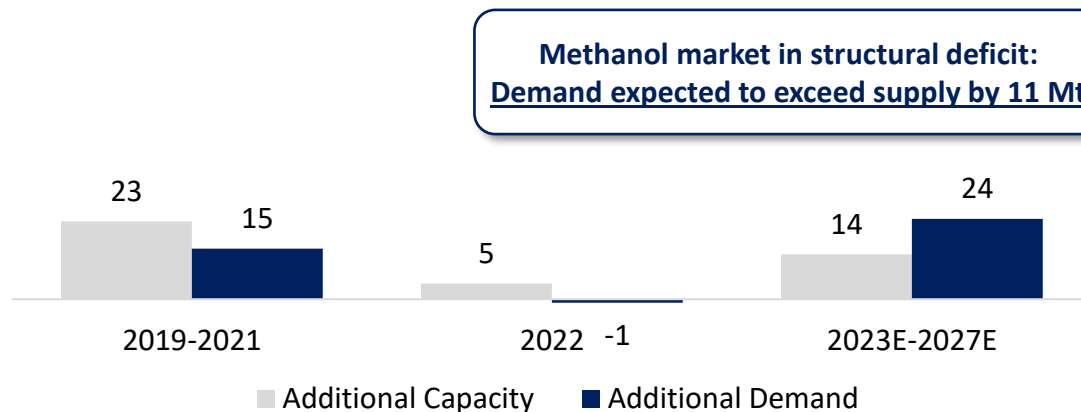 Methanol market in structural deficit:
Demand expected to exceed supply by 11 Mt
23
15
5
-1
14
24
2019-2021
2022
2023E-2027E
Additional Capacity
Additional Demand